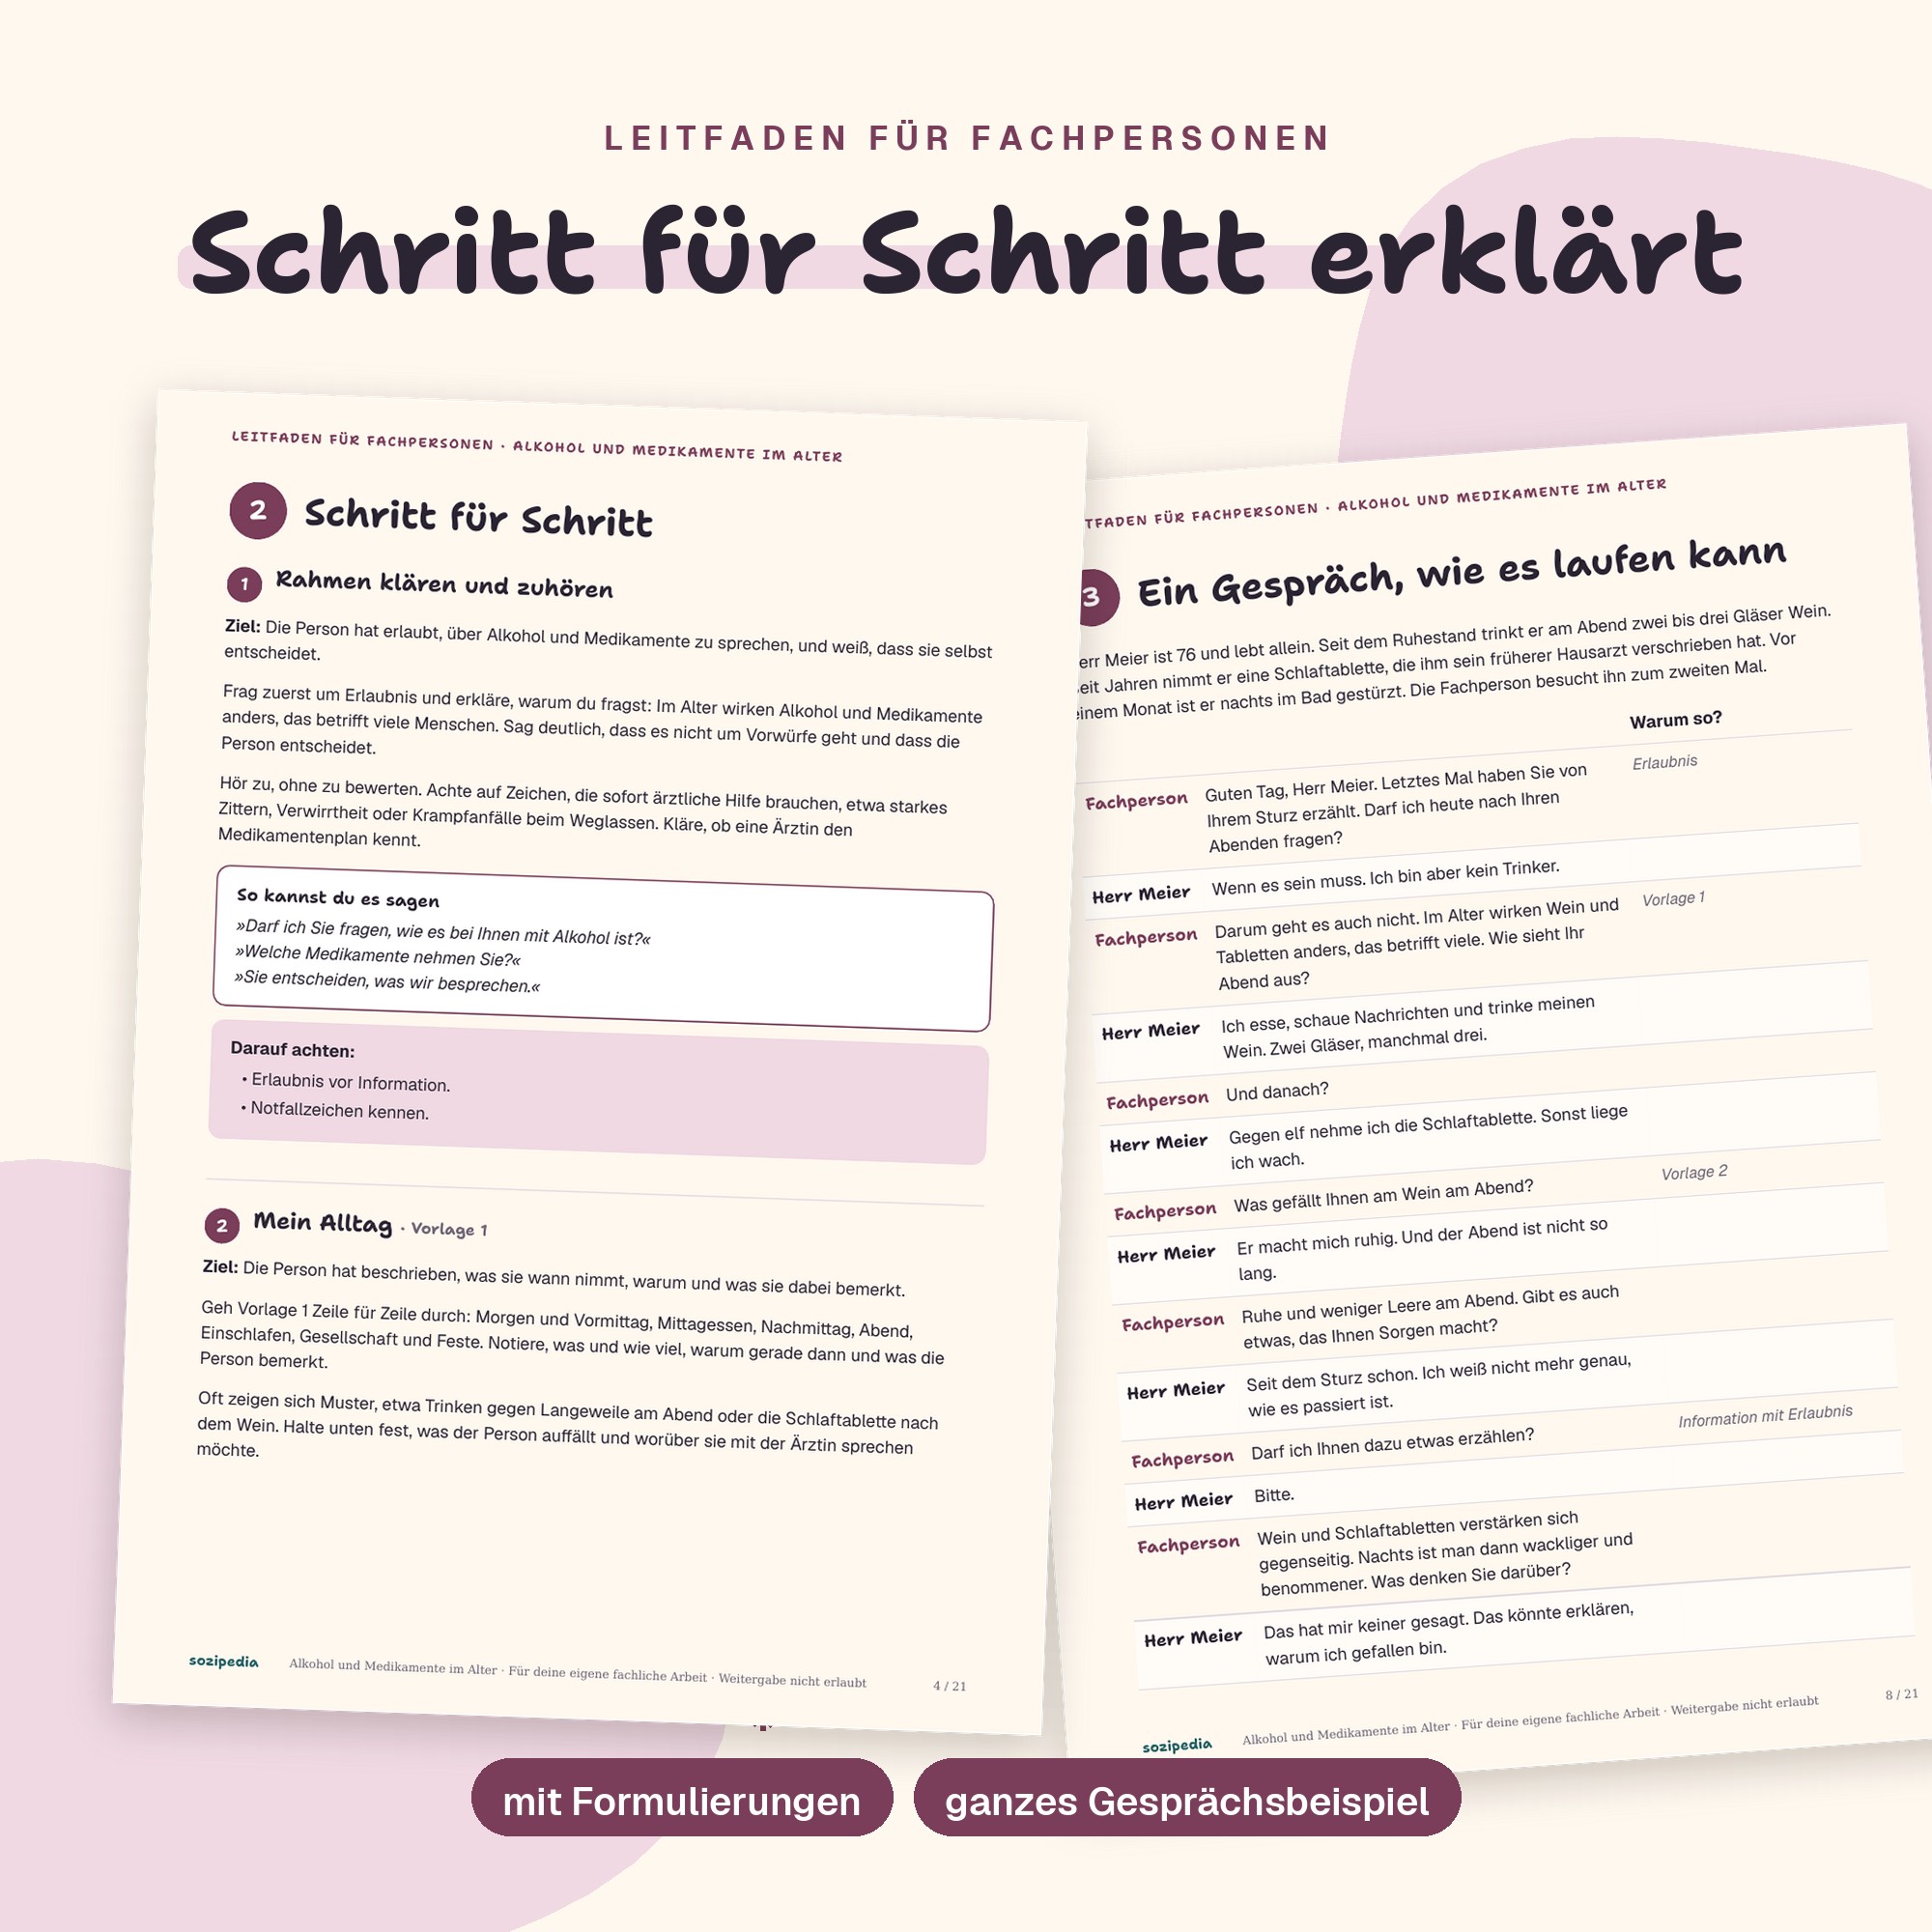 LEITFADEN FÜR FACHPERSONEN
Schritt für Schritt erklärt
LEITFADEN FÜR FACHPERSONEN · ALKOHOL UND MEDIKAMENTE IM ALTER
2 Schritt für Schritt
1 Rahmen klären und zuhören
Ziel: Die Person hat erlaubt, über Alkohol und Medikamente zu sprechen, und weiß, dass sie selbst
entscheidet.
Frag zuerst um Erlaubnis und erkläre, warum du fragst: Im Alter wirken Alkohol und Medikamente
anders, das betrifft viele Menschen. Sag deutlich, dass es nicht um Vorwürfe geht und dass die
Person entscheidet.
Hör zu, ohne zu bewerten. Achte auf Zeichen, die sofort ärztliche Hilfe brauchen, etwa starkes
Zittern, Verwirrtheit oder Krampfanfälle beim Weglassen. Kläre, ob eine Ärztin den
Medikamentenplan kennt.
So kannst du es sagen
»Darf ich Sie fragen, wie es bei Ihnen mit Alkohol ist?«
»Welche Medikamente nehmen Sie?«
»Sie entscheiden, was wir besprechen.«
Darauf achten:
• Erlaubnis vor Information.
• Notfallzeichen kennen.
2 Mein Alltag · Vorlage 1
Ziel: Die Person hat beschrieben, was sie wann nimmt, warum und was sie dabei bemerkt.
Geh Vorlage 1 Zeile für Zeile durch: Morgen und Vormittag, Mittagessen, Nachmittag, Abend,
Einschlafen, Gesellschaft und Feste. Notiere, was und wie viel, warum gerade dann und was die
Person bemerkt.
Oft zeigen sich Muster, etwa Trinken gegen Langeweile am Abend oder die Schlaftablette nach
dem Wein. Halte unten fest, was der Person auffällt und worüber sie mit der Ärztin sprechen
möchte.
sozipedia Alkohol und Medikamente im Alter · Für deine eigene fachliche Arbeit · Weitergabe nicht erlaubt 4 / 21
TFADEN FÜR FACHPERSONEN · ALKOHOL UND MEDIKAMENTE IM ALTER
3 Ein Gespräch, wie es laufen kann
err Meier ist 76 und lebt allein. Seit dem Ruhestand trinkt er am Abend zwei bis drei Gläser Wein.
eit Jahren nimmt er eine Schlaftablette, die ihm sein früherer Hausarzt verschrieben hat. Vor
einem Monat ist er nachts im Bad gestürzt. Die Fachperson besucht ihn zum zweiten Mal.
Warum so?
Fachperson Guten Tag, Herr Meier. Letztes Mal haben Sie von Erlaubnis
Ihrem Sturz erzählt. Darf ich heute nach Ihren
Abenden fragen?
Herr Meier Wenn es sein muss. Ich bin aber kein Trinker.
Fachperson Darum geht es auch nicht. Im Alter wirken Wein und Vorlage 1
Tabletten anders, das betrifft viele. Wie sieht Ihr
Abend aus?
Herr Meier Ich esse, schaue Nachrichten und trinke meinen
Wein. Zwei Gläser, manchmal drei.
Fachperson Und danach?
Herr Meier Gegen elf nehme ich die Schlaftablette. Sonst liege
ich wach.
Fachperson Was gefällt Ihnen am Wein am Abend? Vorlage 2
Herr Meier Er macht mich ruhig. Und der Abend ist nicht so
lang.
Fachperson Ruhe und weniger Leere am Abend. Gibt es auch
etwas, das Ihnen Sorgen macht?
Herr Meier Seit dem Sturz schon. Ich weiß nicht mehr genau,
wie es passiert ist.
Fachperson Darf ich Ihnen dazu etwas erzählen? Information mit Erlaubnis
Herr Meier Bitte.
Fachperson Wein und Schlaftabletten verstärken sich
gegenseitig. Nachts ist man dann wackliger und
benommener. Was denken Sie darüber?
Herr Meier Das hat mir keiner gesagt. Das könnte erklären,
warum ich gefallen bin.
sozipedia Alkohol und Medikamente im Alter · Für deine eigene fachliche Arbeit · Weitergabe nicht erlaubt 8 / 21
mit Formulierungen
ganzes Gesprächsbeispiel